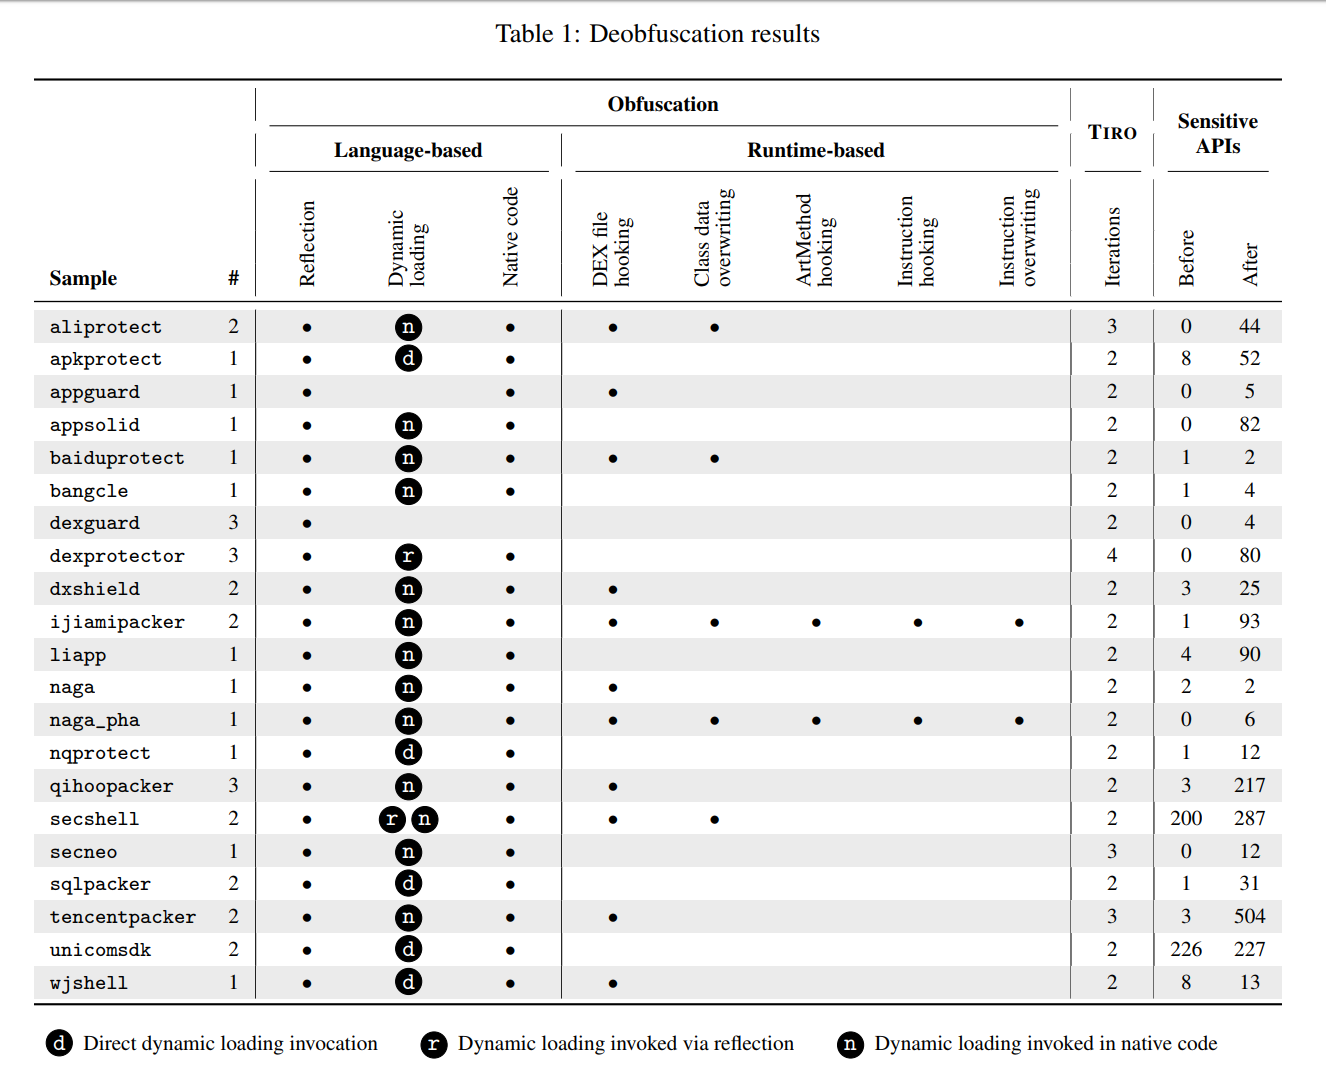 Table 1: Deobfuscation results
Obfuscation
TIRO
Sensitive APIs
Language-based
Runtime-based
Sample # Reflection Dynamic loading Native code DEX file hooking Class data overwriting ArtMethod hooking Instruction hooking Instruction overwriting Iterations Before After
aliprotect 2 • n • • • 3 0 44
apkprotect 1 • d • 2 8 52
appguard 1 • • • 2 0 5
appsolid 1 • n • 2 0 82
baiduprotect 1 • n • • • 2 1 2
bangcle 1 • n • 2 1 4
dexguard 3 • 2 0 4
dexprotector 3 • r • 4 0 80
dxshield 2 • n • • 2 3 25
ijiamipacker 2 • n • • • • • • 2 1 93
liapp 1 • n • 2 4 90
naga 1 • n • • 2 2 2
naga_pha 1 • n • • • • • • 2 0 6
nqprotect 1 • d • 2 1 12
qihoopacker 3 • n • • 2 3 217
secshell 2 • r n • • • 2 200 287
secneo 1 • n • 3 0 12
sqlpacker 2 • d • 2 1 31
tencentpacker 2 • n • • 3 3 504
unicomsdk 2 • d • 2 226 227
wjshell 1 • d • • 2 8 13
d Direct dynamic loading invocation r Dynamic loading invoked via reflection n Dynamic loading invoked in native code